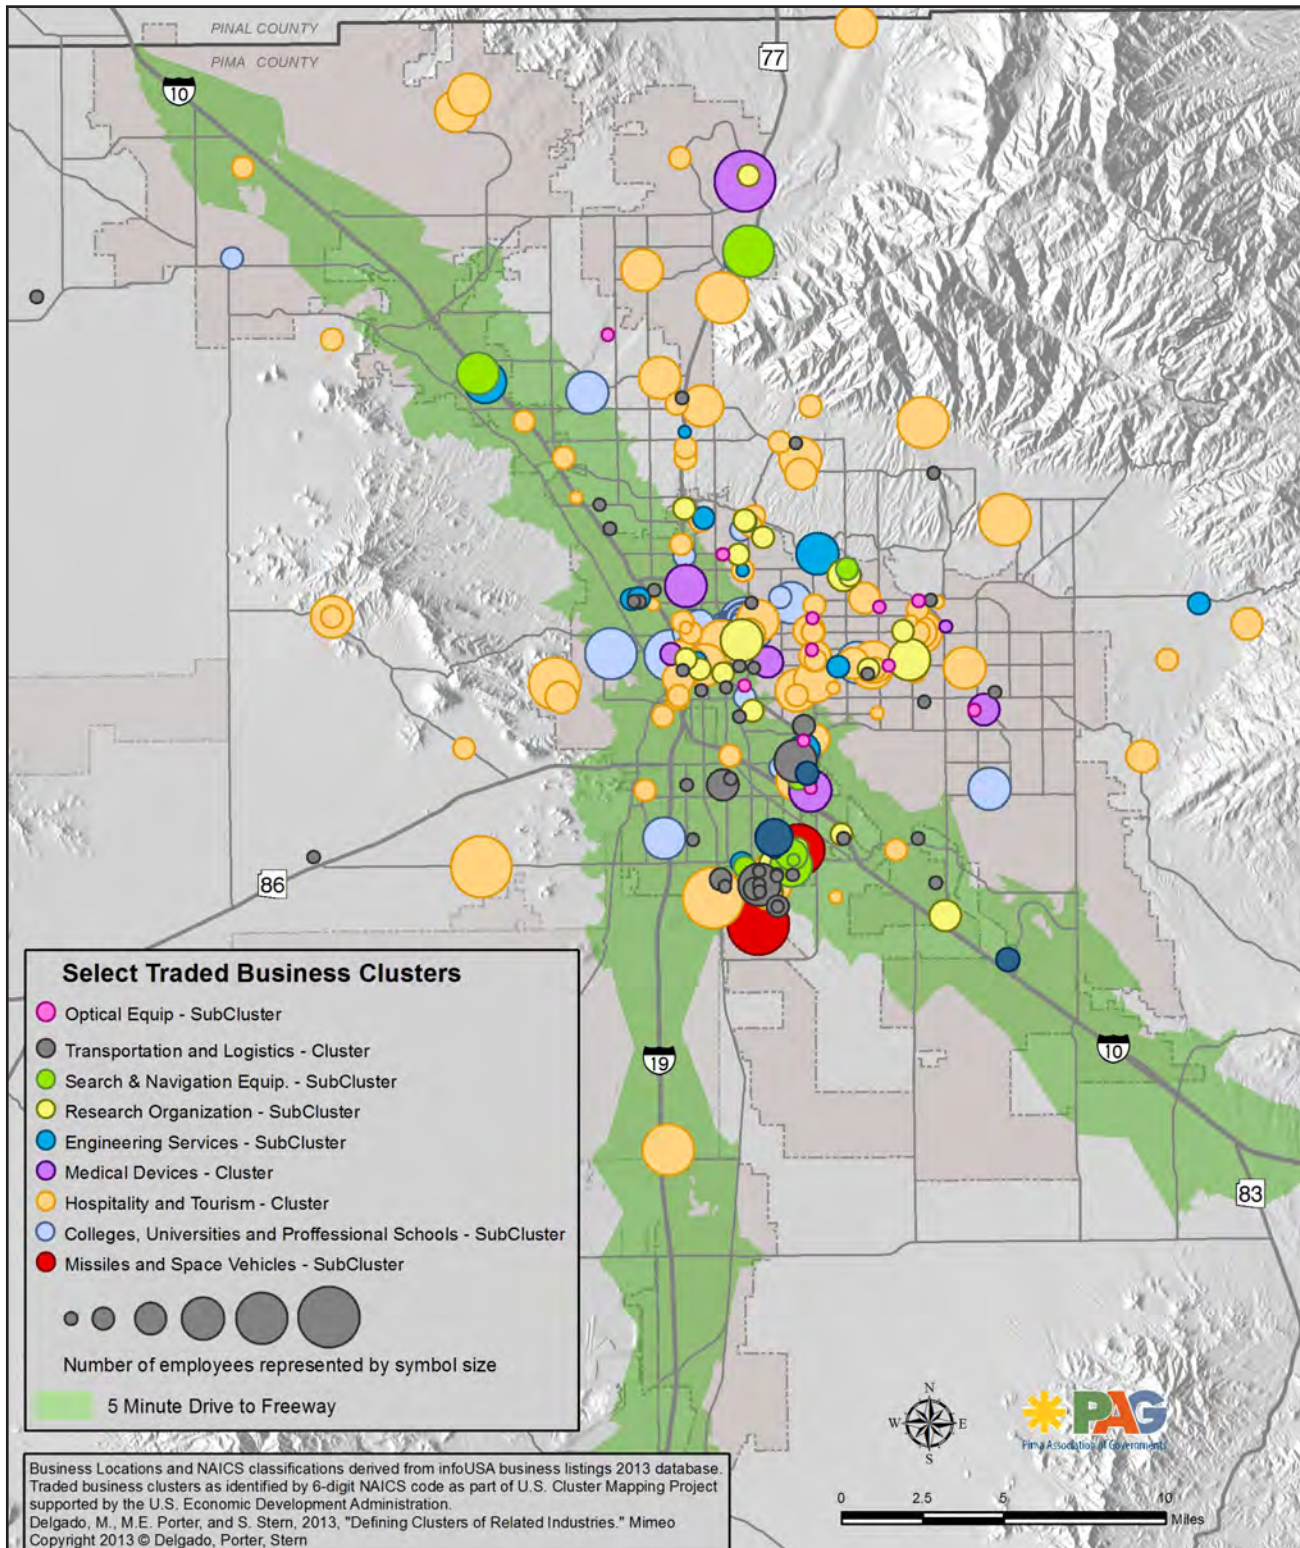 PINAL COUNTY
PIMA COUNTY
77
10
86
19
10
83
Select Traded Business Clusters
Optical Equip - SubCluster
Transportation and Logistics - Cluster
Search & Navigation Equip. - SubCluster
Research Organization - SubCluster
Engineering Services - SubCluster
Medical Devices - Cluster
Hospitality and Tourism - Cluster
Colleges, Universities and Proffessional Schools - SubCluster
Missiles and Space Vehicles - SubCluster
Number of employees represented by symbol size
5 Minute Drive to Freeway
N
W E
S
PAG
Pima Association of Governments
Business Locations and NAICS classifications derived from infoUSA business listings 2013 database.
Traded business clusters as identified by 6-digit NAICS code as part of U.S. Cluster Mapping Project
supported by the U.S. Economic Development Administration.
Delgado, M., M.E. Porter, and S. Stern, 2013, "Defining Clusters of Related Industries." Mimeo
Copyright 2013 © Delgado, Porter, Stern
0 2.5 5 10
Miles